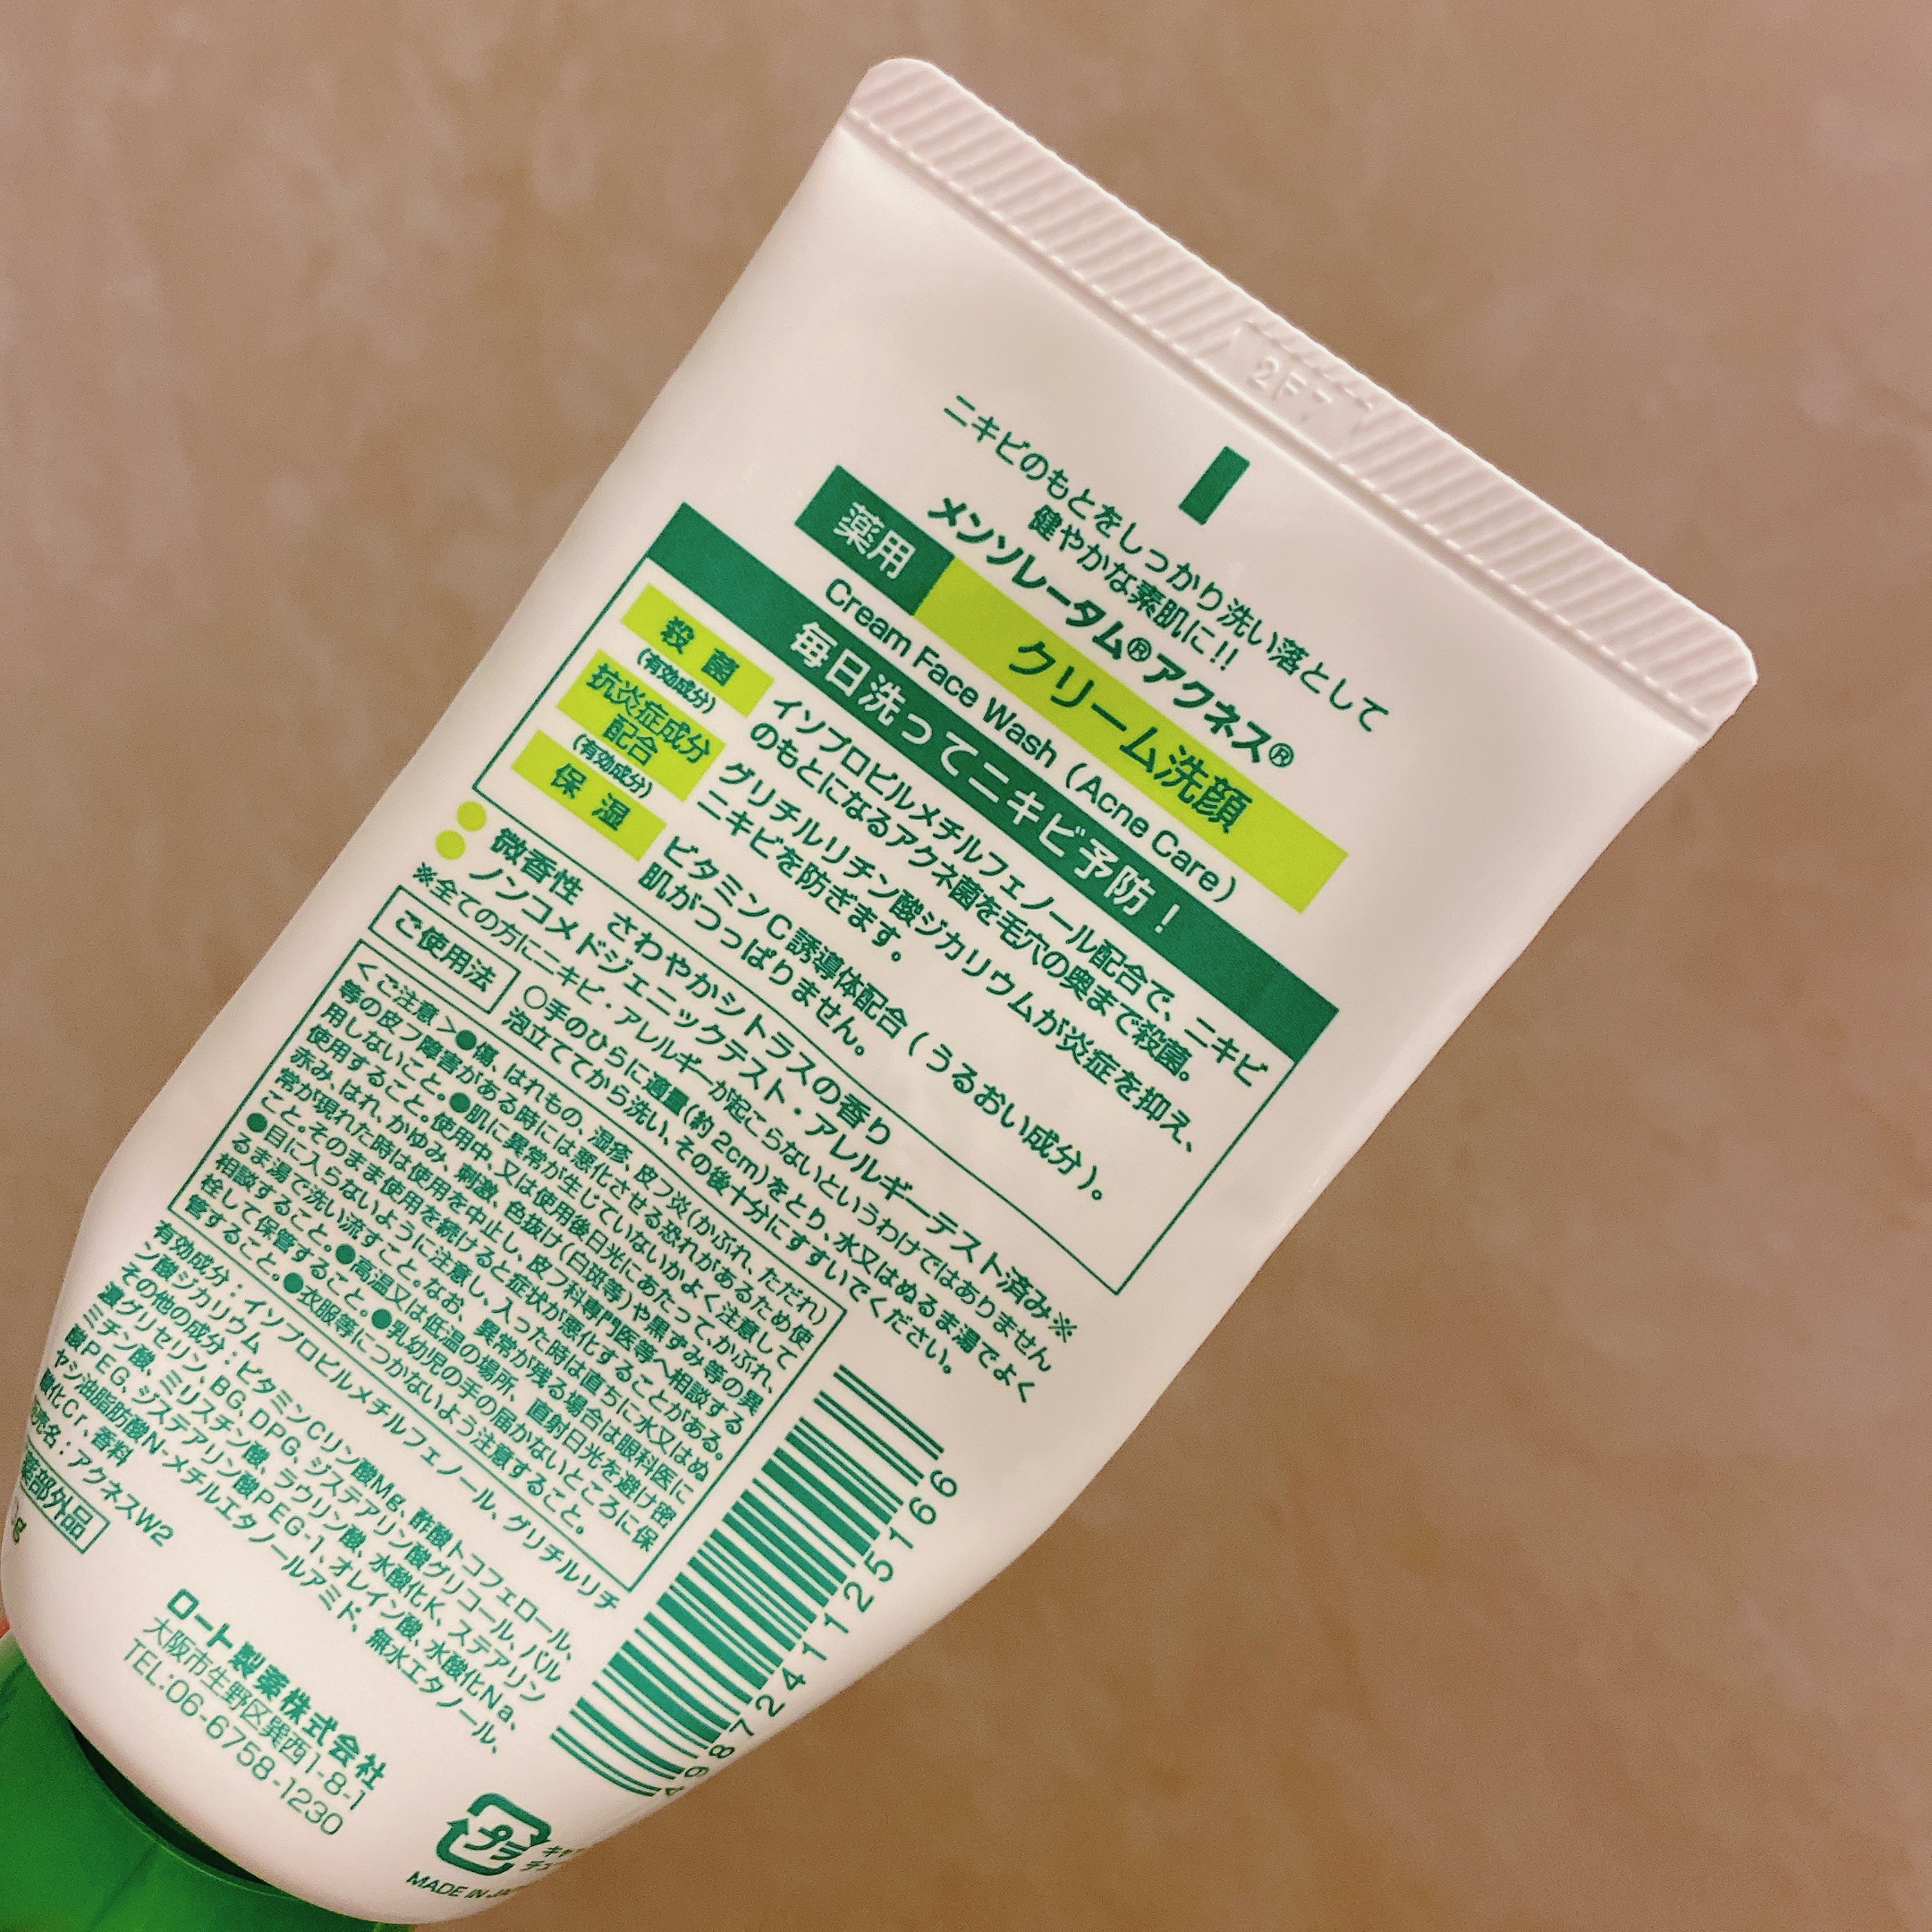 2F7
ニキビのもとをしっかり洗い落として
健やかな素肌に!!
メンソレータム®アクネス®
薬用 クリーム洗顔
Cream Face Wash (Acne Care)
毎日洗ってニキビ予防!
殺菌
(有効成分)
イソプロピルメチルフェノール配合で、ニキビ
のもとになるアクネ菌を毛穴の奥まで殺菌。
抗炎症成分
配合
(有効成分)
グリチルリチン酸ジカリウムが炎症を抑え、
ニキビを防ぎます。
保湿
ビタミンC誘導体配合(うるおい成分)。
肌がつっぱりません。
●微香性 さわやかシトラスの香り
●ノンコメドジェニックテスト・アレルギーテスト済み※
※全ての方にニキビ・アレルギーが起こらないというわけではありません
ご使用法
○手のひらに適量(約2cm)をとり、水又はぬるま湯でよく
泡立ててから洗い、その後十分にすすいでください。
<ご注意>●傷、はれもの、湿疹、皮フ炎(かぶれ、ただれ)
等の皮フ障害がある時には悪化させる恐れがあるため使
用しないこと。●肌に異常が生じていないかよく注意して
使用すること。使用中、又は使用後日光にあたって、かぶれ、
赤み、はれ、かゆみ、刺激、色抜け(白斑等)や黒ずみ等の異
常が現れた時は使用を中止し、皮フ科専門医等へ相談する
こと。そのまま使用を続けると症状が悪化することがある。
●目に入らないように注意し、入った時は直ちに水又はぬ
るま湯で洗い流すこと。なお、異常が残る場合は眼科医に
相談すること。●高温又は低温の場所、直射日光を避け密
栓して保管すること。●乳幼児の手の届かないところに保
管すること。●衣服等につかないよう注意すること。
有効成分:イソプロピルメチルフェノール、グリチルリチ
ン酸ジカリウム
その他の成分:ビタミンCリン酸Mg、酢酸トコフェロール、
濃グリセリン、BG、DPG、ジステアリン酸グリコール、パル
ミチン酸、ミリスチン酸、ラウリン酸、水酸化K、ステアリン
酸PEG、ジステアリン酸PEG-1、オレイン酸、水酸化Na、
ヤシ油脂肪酸N-メチルエタノールアミド、無水エタノール、
酸化Cr、香料
売名:アクネスW2
薬部外品
g
4987241125166
ロート製薬株式会社
大阪市生野区巽西1-8-1
TEL:06-6758-1230
プラ
MADE IN